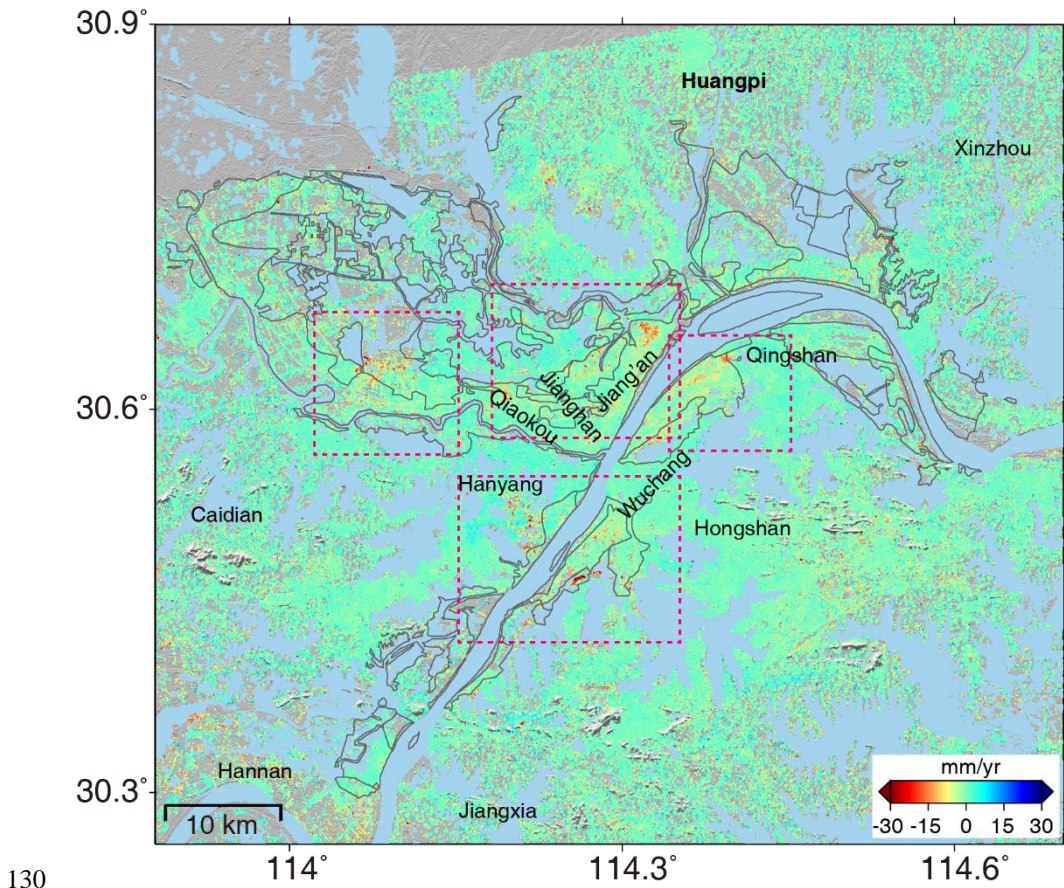 30.9°
Huangpi
Xinzhou
Qingshan
Jiang'an
Jianghan
Qiaokou
30.6°
Hanyang
Wuchang
Caidian
Hongshan
Hannan
30.3°
mm/yr
10 km
Jiangxia
-30 -15 0 15 30
114° 114.3° 114.6°
130